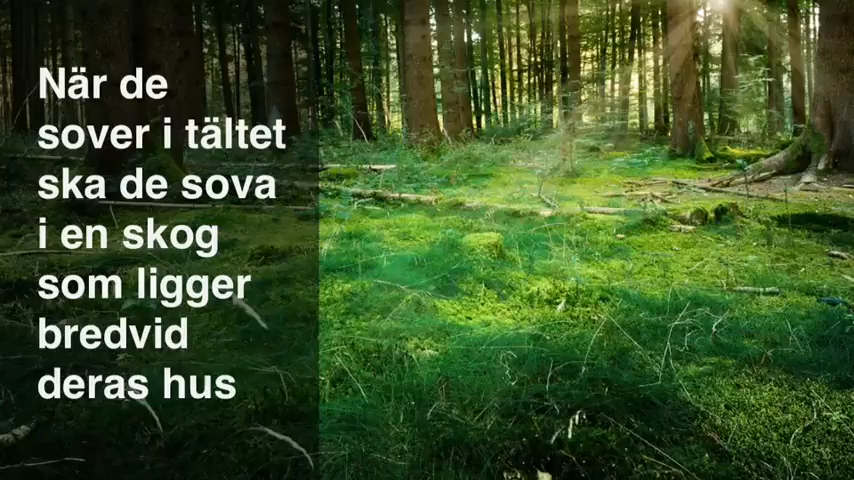 När de
sover i tältet
ska de sova
i en skog
som ligger
bredvid
deras hus